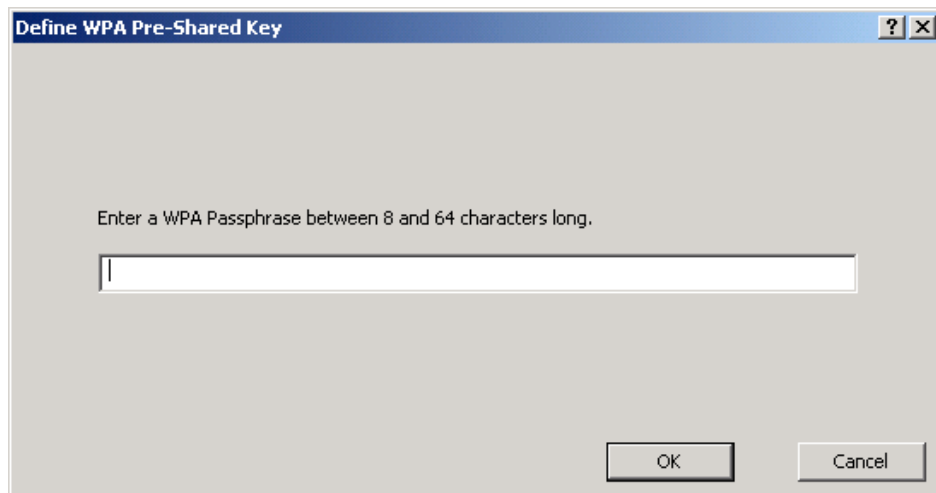 Define WPA Pre-Shared Key
Enter a WPA Passphrase between 8 and 64 characters long.
OK Cancel